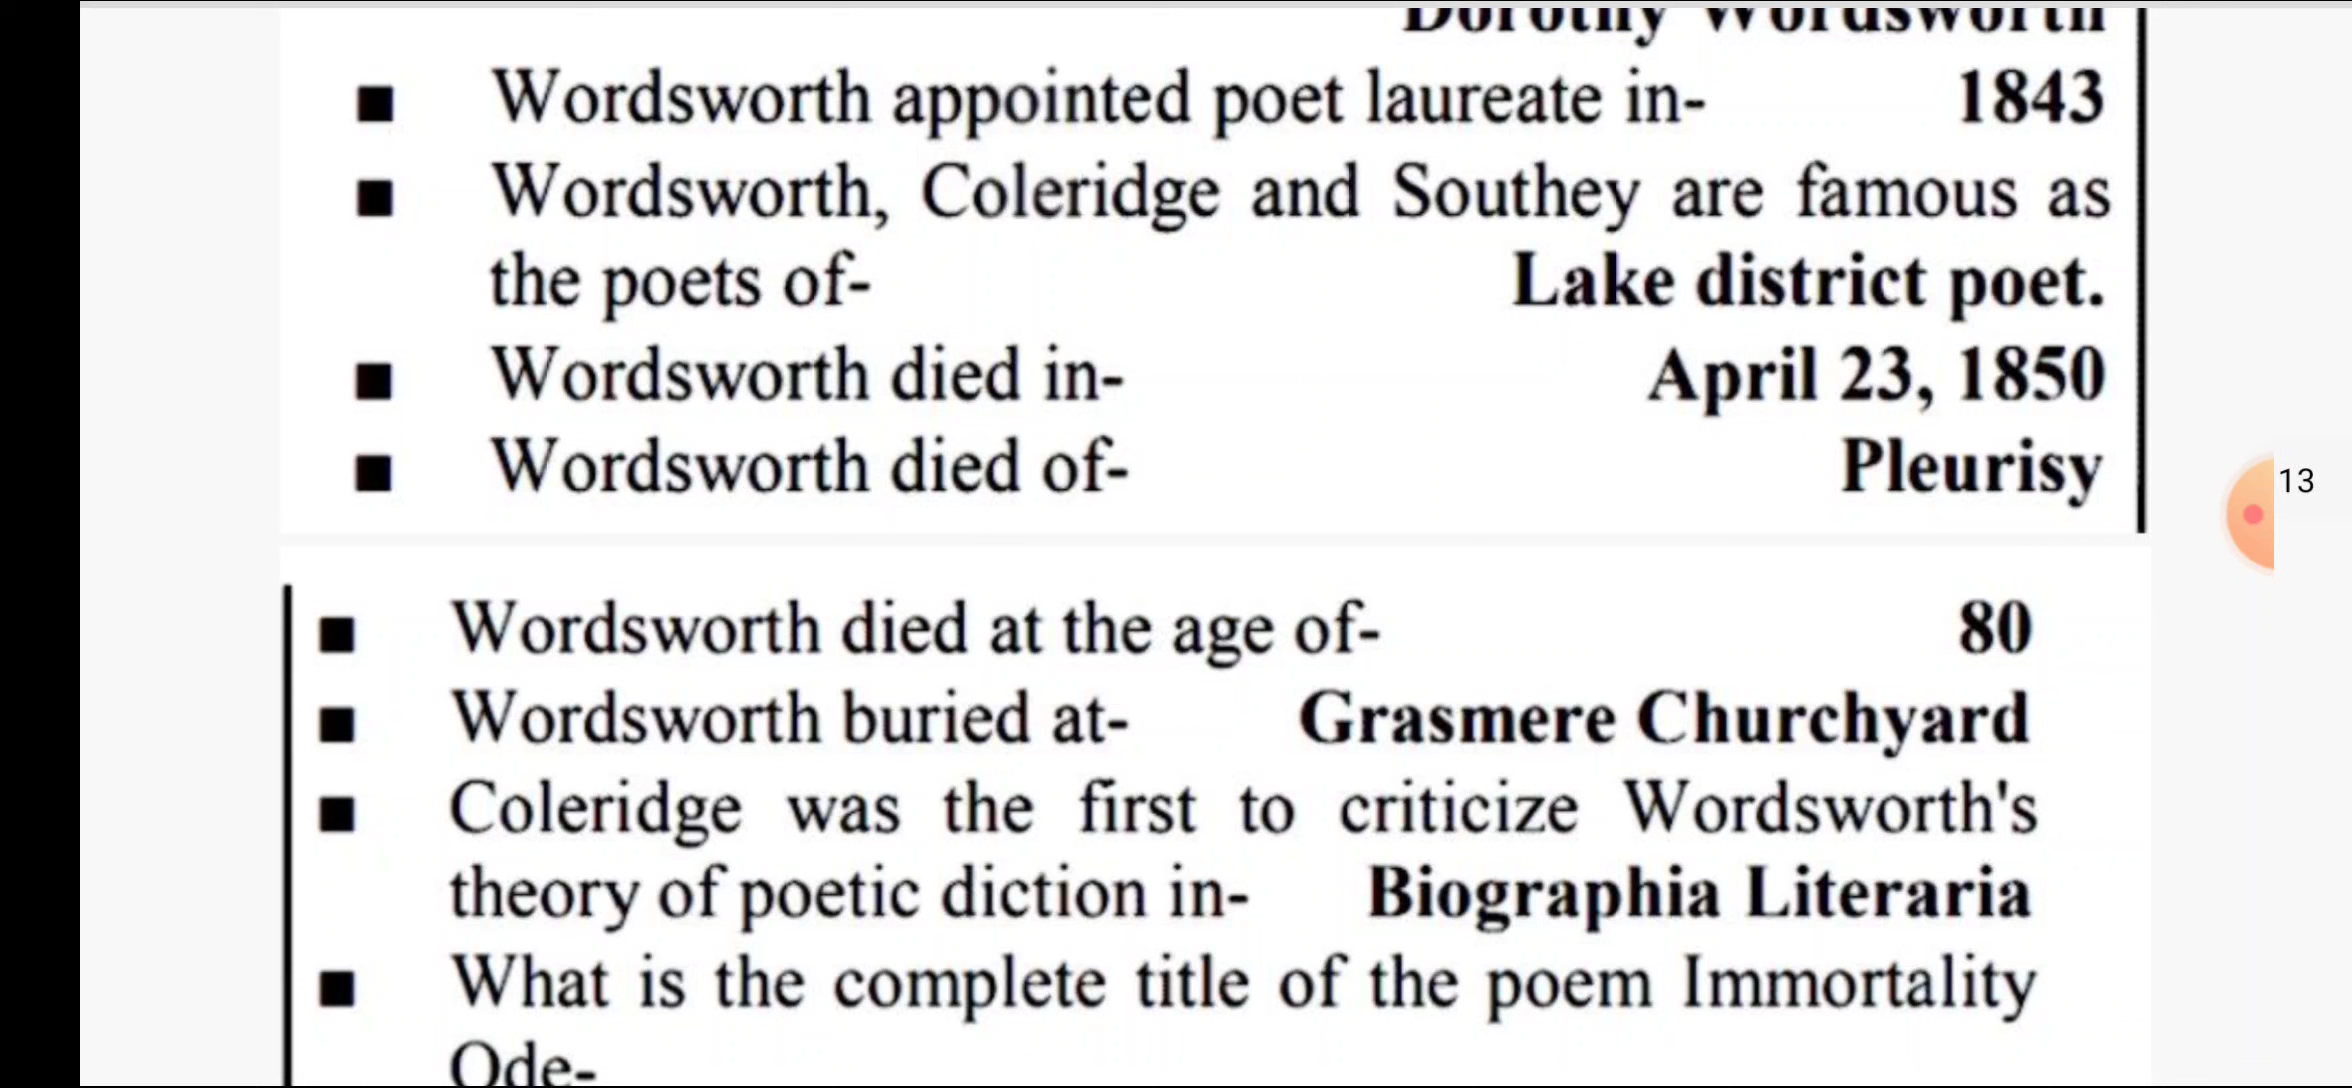 Dorothy Wordsworth
■ Wordsworth appointed poet laureate in- 1843
■ Wordsworth, Coleridge and Southey are famous as
the poets of- Lake district poet.
■ Wordsworth died in- April 23, 1850
■ Wordsworth died of- Pleurisy
13
■ Wordsworth died at the age of- 80
■ Wordsworth buried at- Grasmere Churchyard
■ Coleridge was the first to criticize Wordsworth's
theory of poetic diction in- Biographia Literaria
■ What is the complete title of the poem Immortality
Ode-